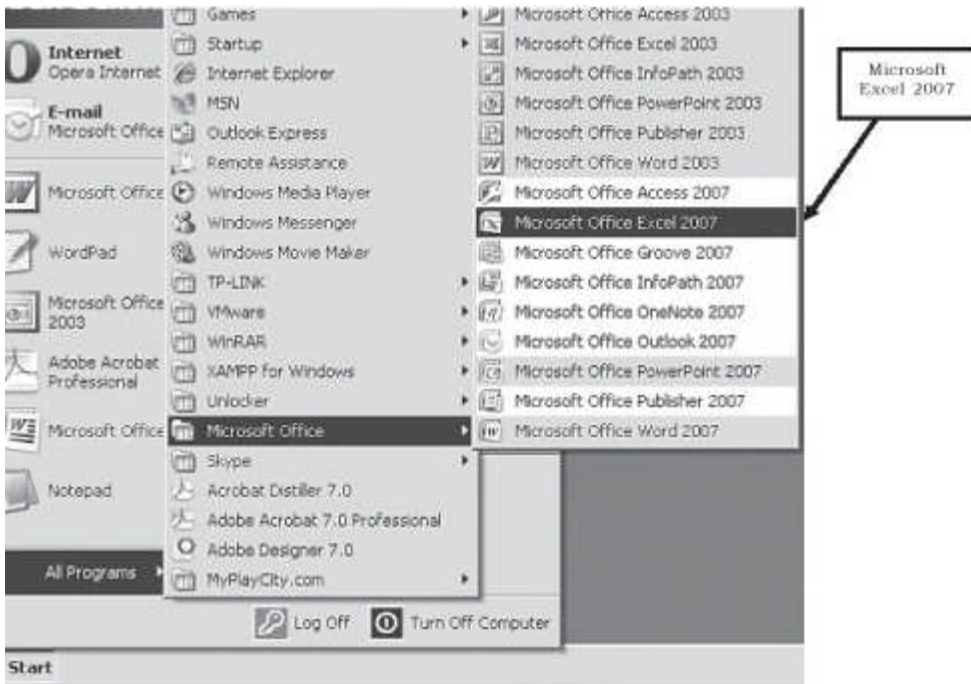 Internet
Opera Internet
E-mail
Microsoft Office
Microsoft Office
WordPad
Microsoft Office
2003
Adobe Acrobat
Professional
Microsoft Office
Notepad
All Programs
Games
Startup
Internet Explorer
MSN
Outlook Express
Remote Assistance
Windows Media Player
Windows Messenger
Windows Movie Maker
TP-LINK
VMware
WinRAR
XAMPP for Windows
Unlocker
Microsoft Office
Skype
Acrobat Distiller 7.0
Adobe Acrobat 7.0 Professional
Adobe Designer 7.0
MyPlayCity.com
Microsoft Office Access 2003
Microsoft Office Excel 2003
Microsoft Office InfoPath 2003
Microsoft Office PowerPoint 2003
Microsoft Office Publisher 2003
Microsoft Office Word 2003
Microsoft Office Access 2007
Microsoft Office Excel 2007
Microsoft Office Groove 2007
Microsoft Office InfoPath 2007
Microsoft Office OneNote 2007
Microsoft Office Outlook 2007
Microsoft Office PowerPoint 2007
Microsoft Office Publisher 2007
Microsoft Office Word 2007
Microsoft
Excel 2007
Log Off
Turn Off Computer
Start